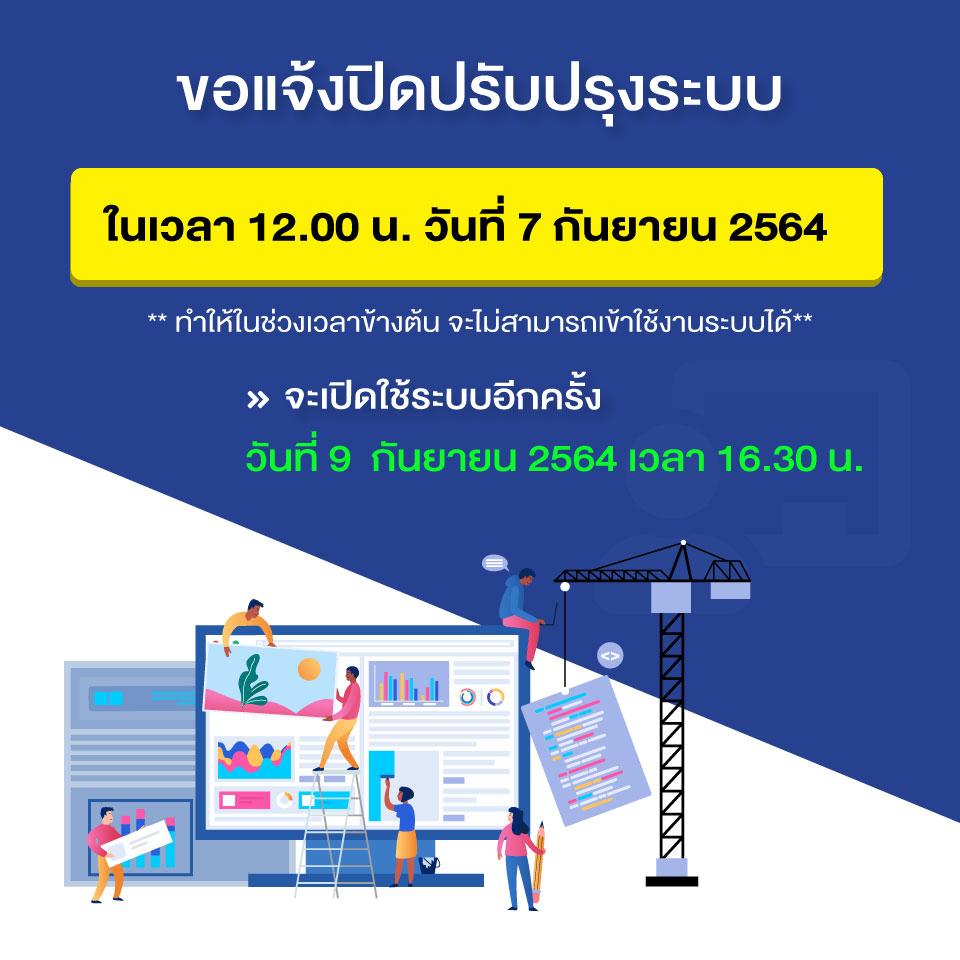 ขอแจ้งปิดปรับปรุงระบบ
ในเวลา 12.00 น. วันที่ 7 กันยายน 2564
** ทำให้ในช่วงเวลาข้างต้น จะไม่สามารถเข้าใช้งานระบบได้**
» จะเปิดใช้ระบบอีกครั้ง
วันที่ 9 กันยายน 2564 เวลา 16.30 น.
<>